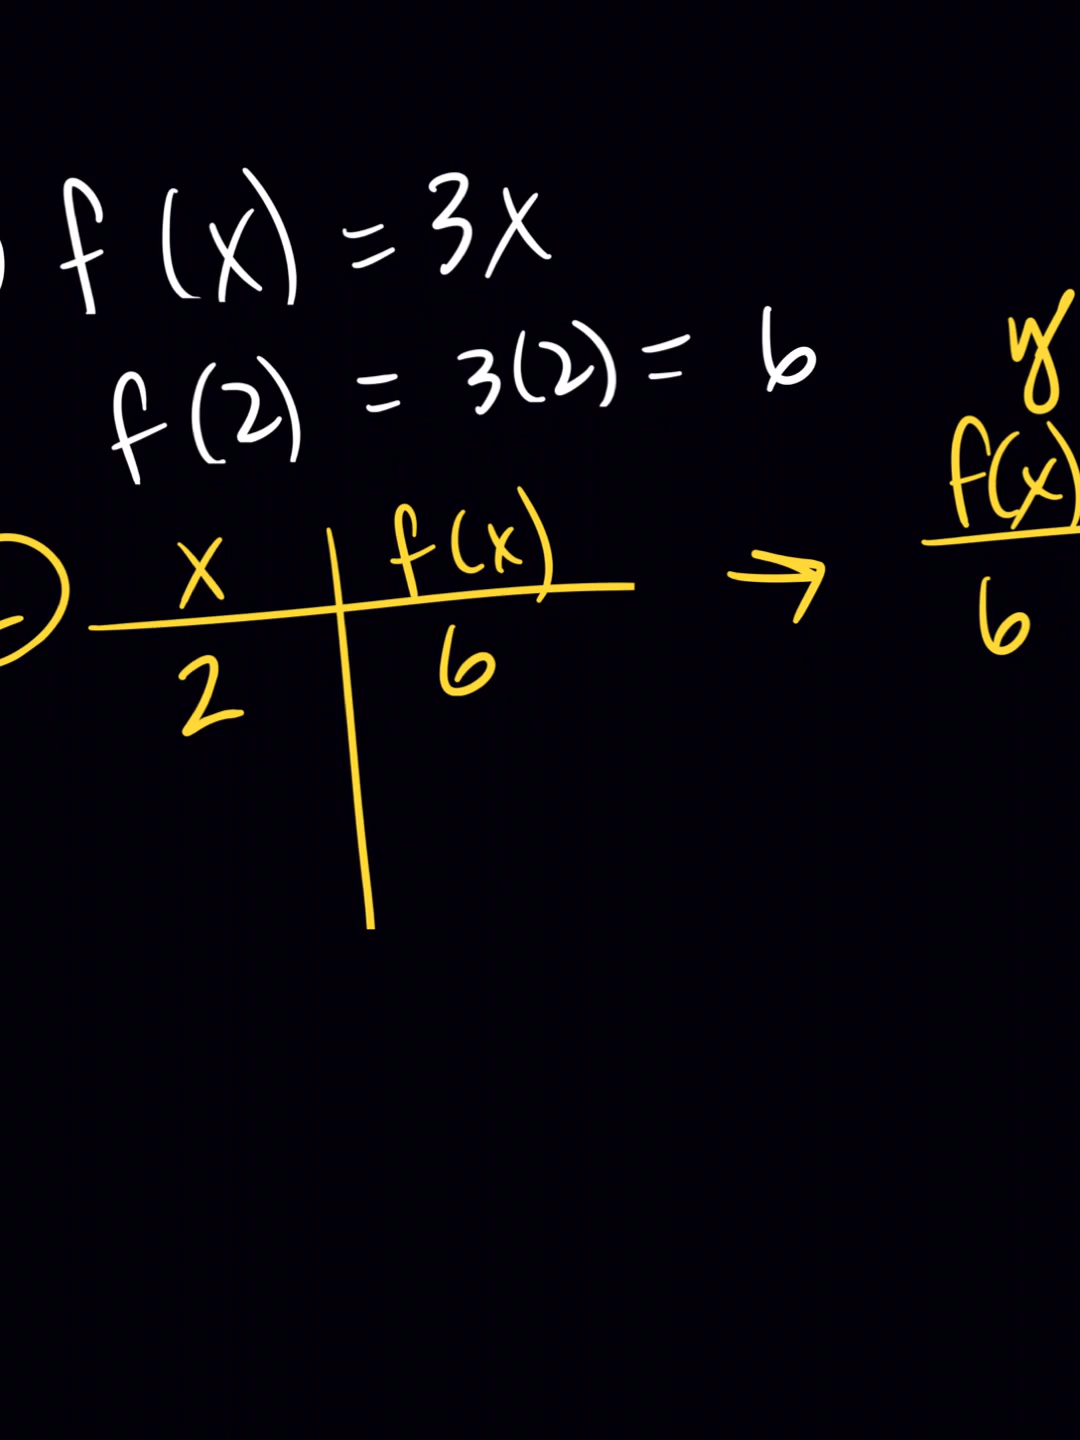 ) f(x) = 3x
f(2) = 3(2) = 6
x f(x) →
2 6
y
f(x)
6